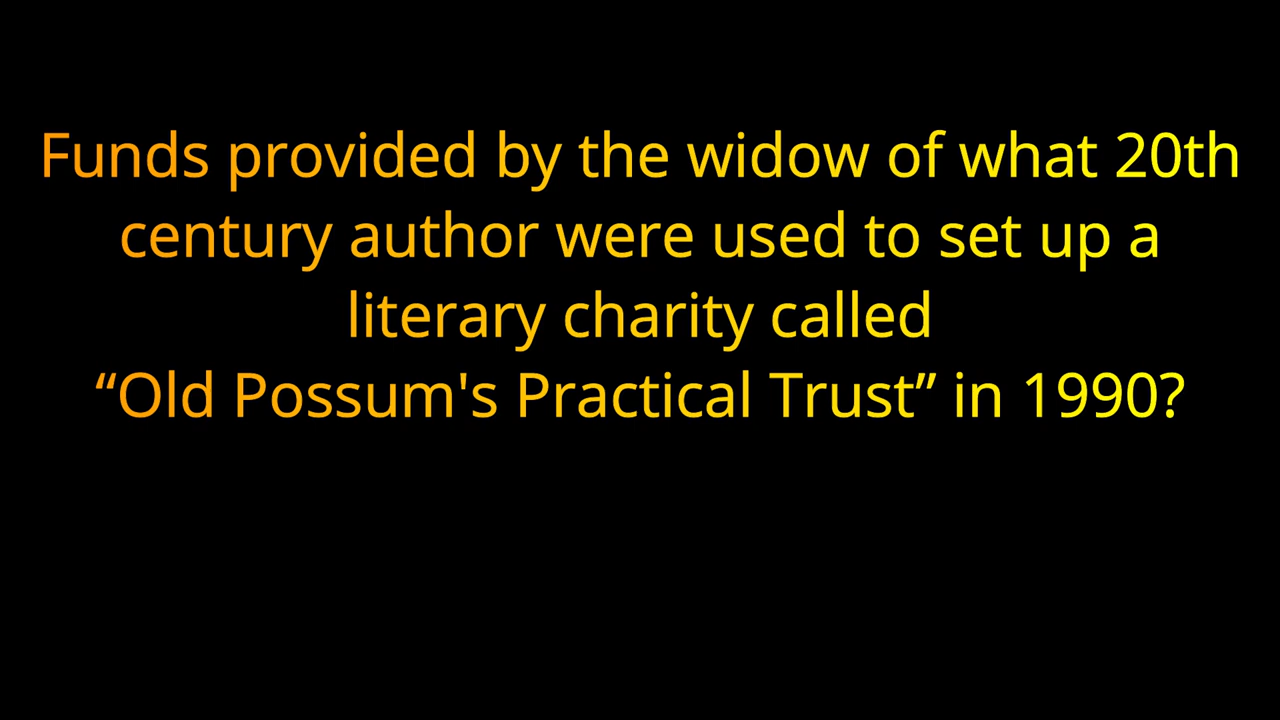 Funds provided by the widow of what 20th
century author were used to set up a
literary charity called
“Old Possum's Practical Trust” in 1990?